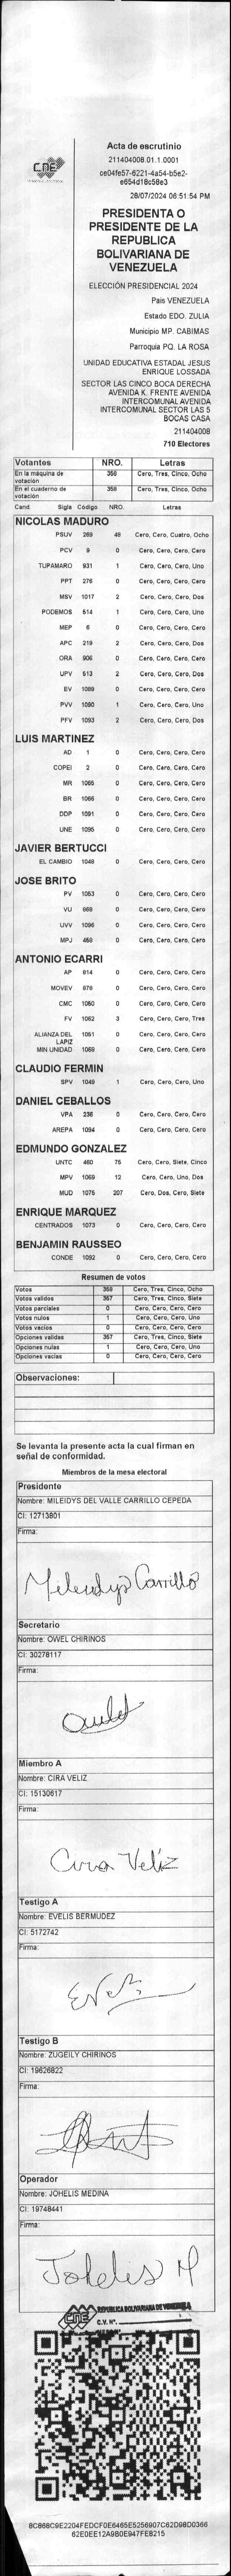 CNE
Acta de escrutinio
211404008.01.1.0001
ce04fe57-6221-4a54-b5e2-
e654d18c58e3
28/07/2024 06:51:54 PM
PRESIDENTA O
PRESIDENTE DE LA
REPUBLICA
BOLIVARIANA DE
VENEZUELA
ELECCIÓN PRESIDENCIAL 2024
País VENEZUELA
Estado EDO. ZULIA
Municipio MP. CABIMAS
Parroquia PQ. LA ROSA
UNIDAD EDUCATIVA ESTADAL JESUS
ENRIQUE LOSSADA
SECTOR LAS CINCO BOCA DERECHA
AVENIDA K. FRENTE AVENIDA
INTERCOMUNAL AVENIDA
INTERCOMUNAL SECTOR LAS 5
BOCAS CASA
211404008
710 Electores
Votantes NRO. Letras
En la máquina de votación 358 Cero, Tres, Cinco, Ocho
En el cuaderno de votación 358 Cero, Tres, Cinco, Ocho
Cand. Sigla Código NRO. Letras
NICOLAS MADURO
PSUV 269 48 Cero, Cero, Cuatro, Ocho
PCV 9 0 Cero, Cero, Cero, Cero
TUPAMARO 931 1 Cero, Cero, Cero, Uno
PPT 276 0 Cero, Cero, Cero, Cero
MSV 1017 2 Cero, Cero, Cero, Dos
PODEMOS 514 1 Cero, Cero, Cero, Uno
MEP 6 0 Cero, Cero, Cero, Cero
APC 219 2 Cero, Cero, Cero, Dos
ORA 906 0 Cero, Cero, Cero, Cero
UPV 513 2 Cero, Cero, Cero, Dos
EV 1089 0 Cero, Cero, Cero, Cero
PVV 1090 1 Cero, Cero, Cero, Uno
PFV 1093 2 Cero, Cero, Cero, Dos
LUIS MARTINEZ
AD 1 0 Cero, Cero, Cero, Cero
COPEI 2 0 Cero, Cero, Cero, Cero
MR 1065 0 Cero, Cero, Cero, Cero
BR 1066 0 Cero, Cero, Cero, Cero
DDP 1091 0 Cero, Cero, Cero, Cero
UNE 1095 0 Cero, Cero, Cero, Cero
JAVIER BERTUCCI
EL CAMBIO 1048 0 Cero, Cero, Cero, Cero
JOSE BRITO
PV 1053 0 Cero, Cero, Cero, Cero
VU 968 0 Cero, Cero, Cero, Cero
UVV 1096 0 Cero, Cero, Cero, Cero
MPJ 459 0 Cero, Cero, Cero, Cero
ANTONIO ECARRI
AP 914 0 Cero, Cero, Cero, Cero
MOVEV 979 0 Cero, Cero, Cero, Cero
CMC 1050 0 Cero, Cero, Cero, Cero
FV 1062 3 Cero, Cero, Cero, Tres
ALIANZA DEL LAPIZ 1051 0 Cero, Cero, Cero, Cero
MIN UNIDAD 1068 0 Cero, Cero, Cero, Cero
CLAUDIO FERMIN
SPV 1049 1 Cero, Cero, Cero, Uno
DANIEL CEBALLOS
VPA 236 0 Cero, Cero, Cero, Cero
AREPA 1094 0 Cero, Cero, Cero, Cero
EDMUNDO GONZALEZ
UNTC 460 75 Cero, Cero, Siete, Cinco
MPV 1069 12 Cero, Cero, Uno, Dos
MUD 1075 207 Cero, Dos, Cero, Siete
ENRIQUE MARQUEZ
CENTRADOS 1073 0 Cero, Cero, Cero, Cero
BENJAMIN RAUSSEO
CONDE 1092 0 Cero, Cero, Cero, Cero
Resumen de votos
Votos 358 Cero, Tres, Cinco, Ocho
Votos validos 357 Cero, Tres, Cinco, Siete
Votos parciales 0 Cero, Cero, Cero, Cero
Votos nulos 1 Cero, Cero, Cero, Uno
Votos vacios 0 Cero, Cero, Cero, Cero
Opciones validas 357 Cero, Tres, Cinco, Siete
Opciones nulas 1 Cero, Cero, Cero, Uno
Opciones vacias 0 Cero, Cero, Cero, Cero
Observaciones:
Se levanta la presente acta la cual firman en
señal de conformidad.
Miembros de la mesa electoral
Presidente
Nombre: MILEIDYS DEL VALLE CARRILLO CEPEDA
CI: 12713801
Firma:
Mileidys Carrillo
Secretario
Nombre: OWEL CHIRINOS
CI: 30278117
Firma:
Miembro A
Nombre: CIRA VELIZ
CI: 15130617
Firma:
Cira Veliz
Testigo A
Nombre: EVELIS BERMUDEZ
CI: 5172742
Firma:
Testigo B
Nombre: ZUGEILY CHIRINOS
CI: 19626822
Firma:
Operador
Nombre: JOHELIS MEDINA
CI: 19748441
Firma:
Johelis M
CNE REPUBLICA BOLIVARIANA DE VENEZUELA
C.V. Nº.
8C868C9E2204FEDCF0E6465E5256907C62D98D0366
62E0EE12A9B0E947FE8215